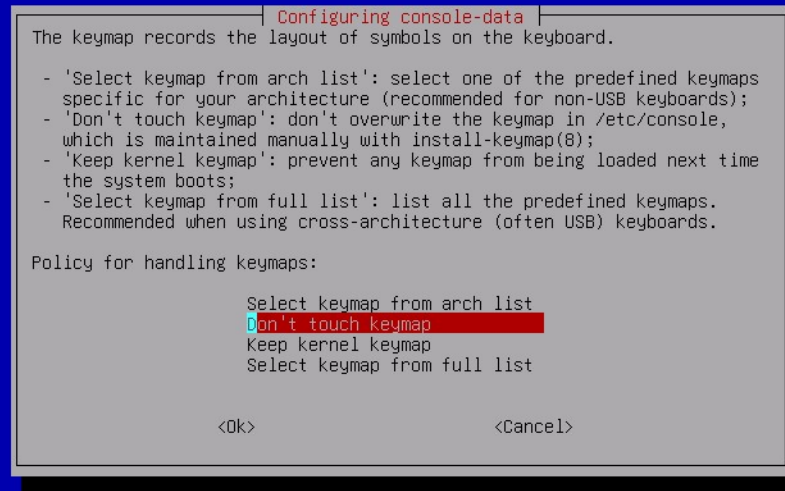 Configuring console-data
The keymap records the layout of symbols on the keyboard.
- 'Select keymap from arch list': select one of the predefined keymaps
specific for your architecture (recommended for non-USB keyboards);
- 'Don't touch keymap': don't overwrite the keymap in /etc/console,
which is maintained manually with install-keymap(8);
- 'Keep kernel keymap': prevent any keymap from being loaded next time
the system boots;
- 'Select keymap from full list': list all the predefined keymaps.
Recommended when using cross-architecture (often USB) keyboards.
Policy for handling keymaps:
Select keymap from arch list
Don't touch keymap
Keep kernel keymap
Select keymap from full list
<Ok> <Cancel>